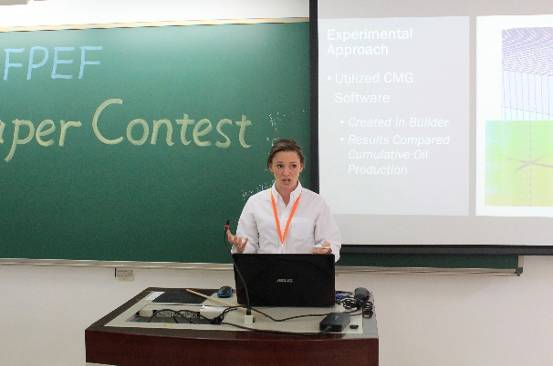 FPEF
aper Contest
Experimental
Approach
• Utilized CMG
Software
• Created in Builder
• Results Compared
Cumulative Oil
Production
ASUS